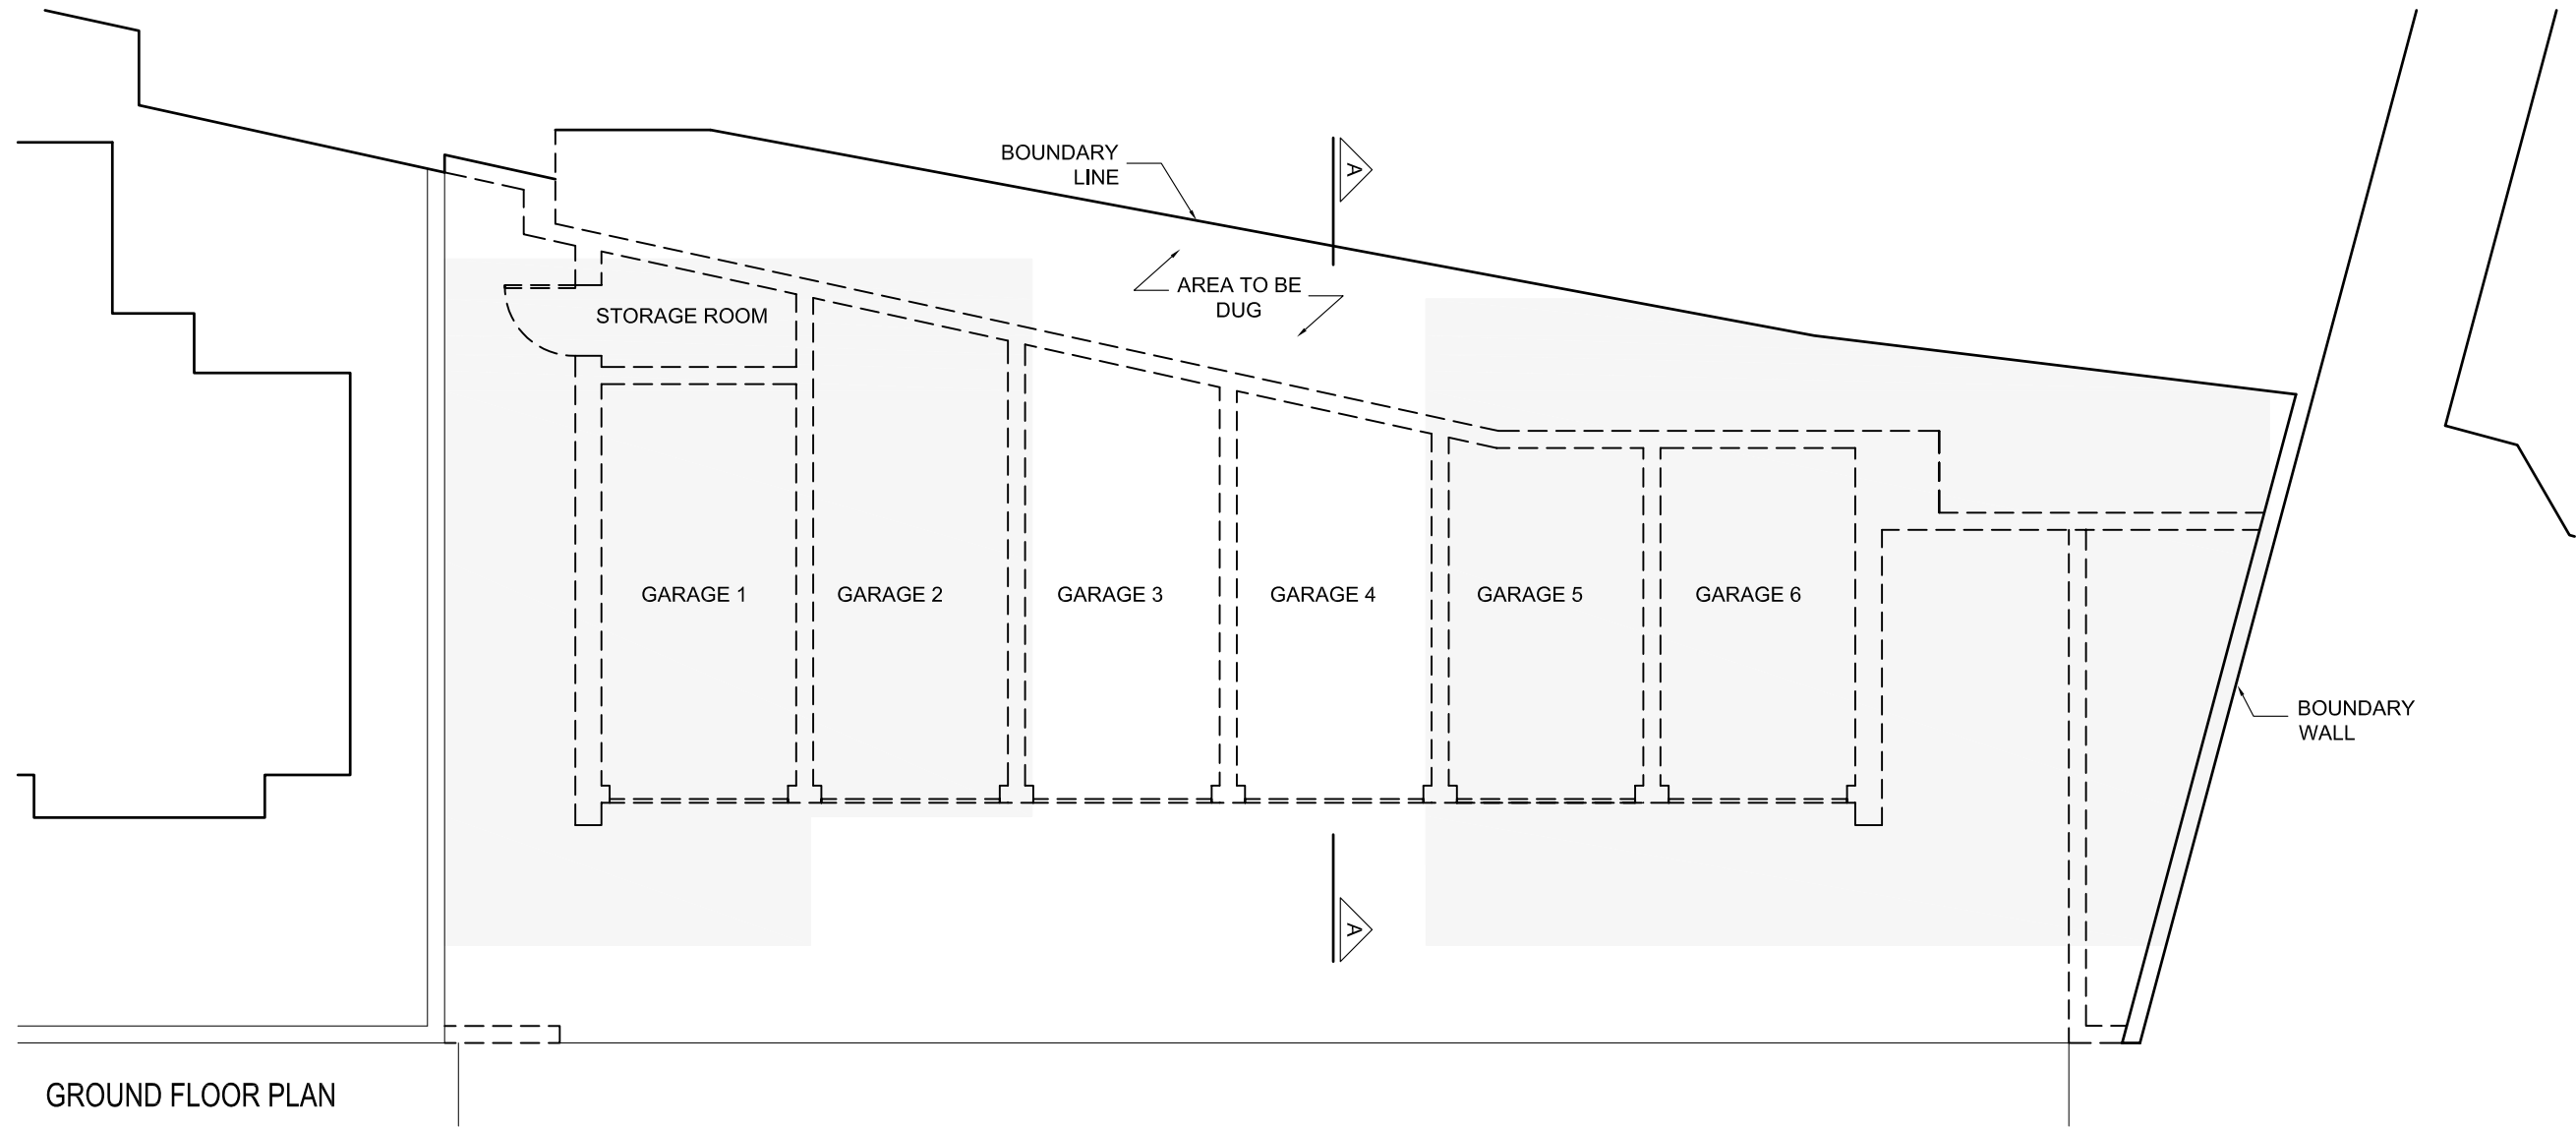 BOUNDARY
LINE
A
AREA TO BE
DUG
STORAGE ROOM
GARAGE 1
GARAGE 2
GARAGE 3
GARAGE 4
GARAGE 5
GARAGE 6
BOUNDARY
WALL
A
GROUND FLOOR PLAN